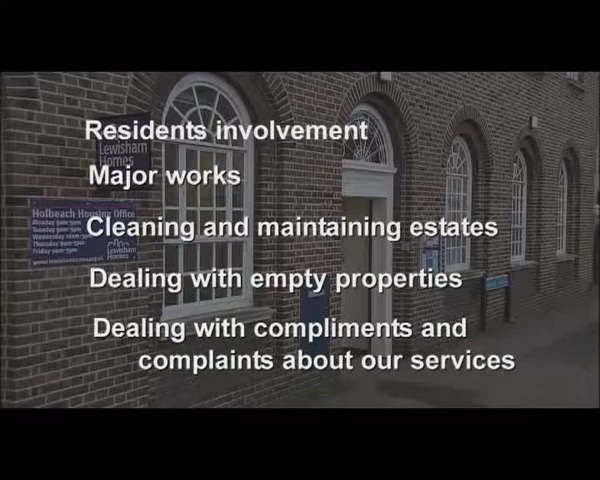 Residents involvement
Lewisham
Homes
Major works
Holbeach Housing Office
Cleaning and maintaining estates
Lewisham
Homes
Dealing with empty properties
Dealing with compliments and
complaints about our services